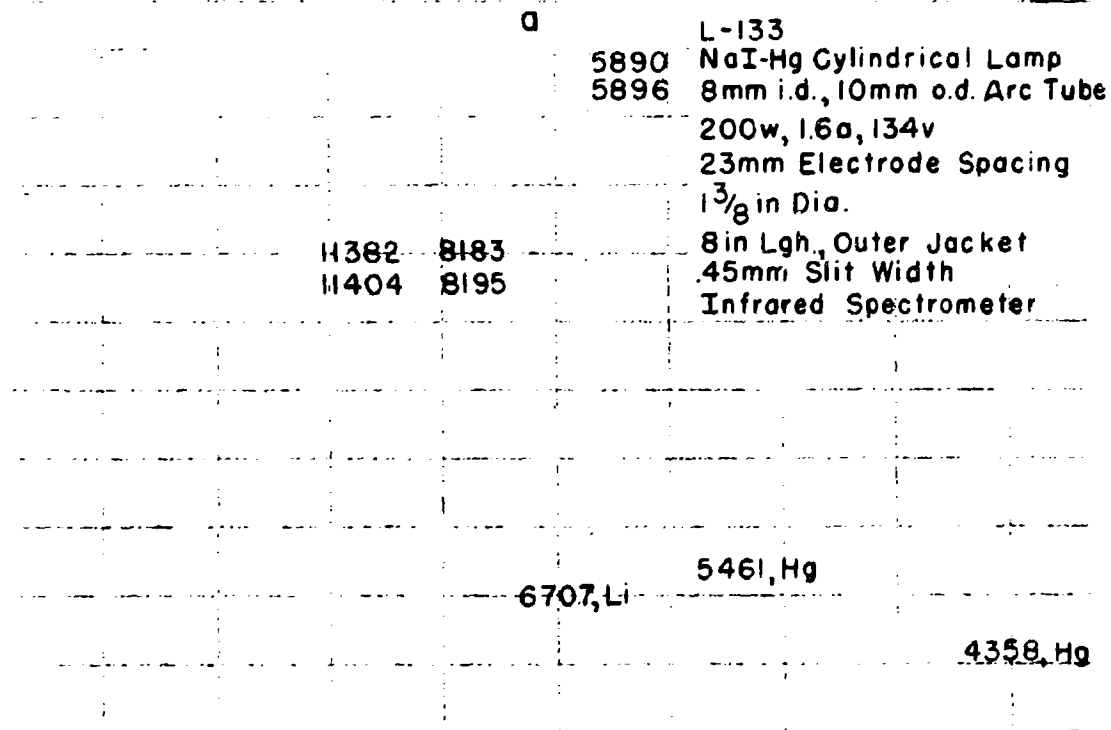 a
L-133
5890 NaI-Hg Cylindrical Lamp
5896 8mm i.d., 10mm o.d. Arc Tube
200w, 1.6a, 134v
23mm Electrode Spacing
1 3/8 in Dia.
11382 8183 8in Lgh., Outer Jacket
11404 8195 .45mm Slit Width
Infrared Spectrometer
5461, Hg
6707, Li
4358, Hg